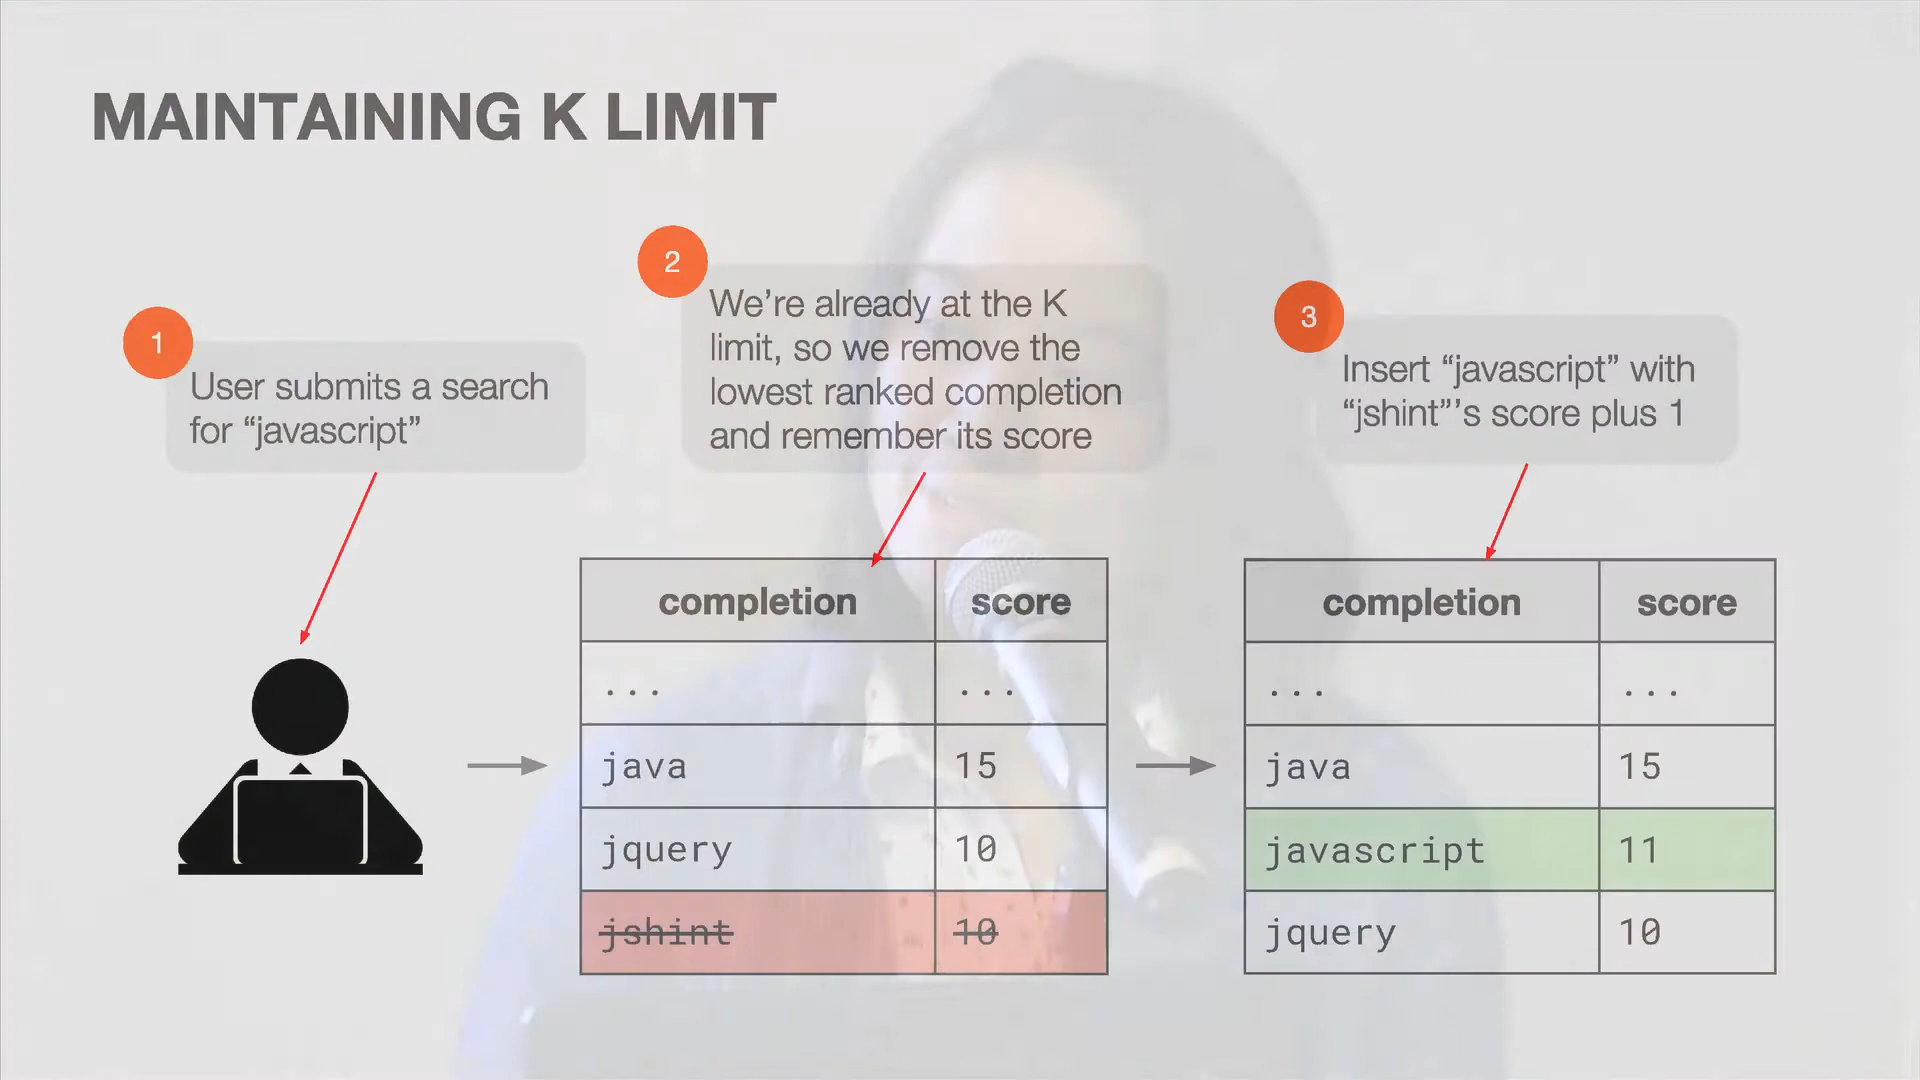 MAINTAINING K LIMIT
1
User submits a search
for “javascript”
2
We’re already at the K
limit, so we remove the
lowest ranked completion
and remember its score
3
Insert “javascript” with
“jshint”’s score plus 1
completion score
... ...
java 15
jquery 10
jshint 10
completion score
... ...
java 15
javascript 11
jquery 10